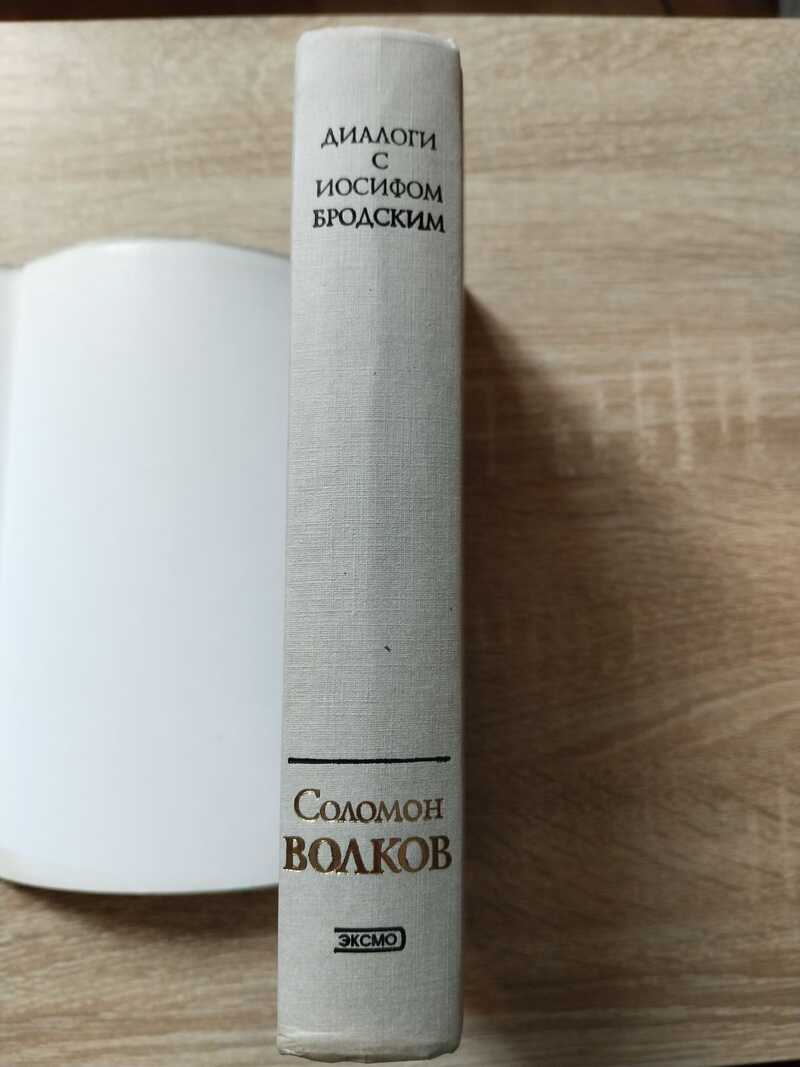 ДИАЛОГИ
С
ИОСИФОМ
БРОДСКИМ
СОЛОМОН
ВОЛКОВ
ЭКСМО